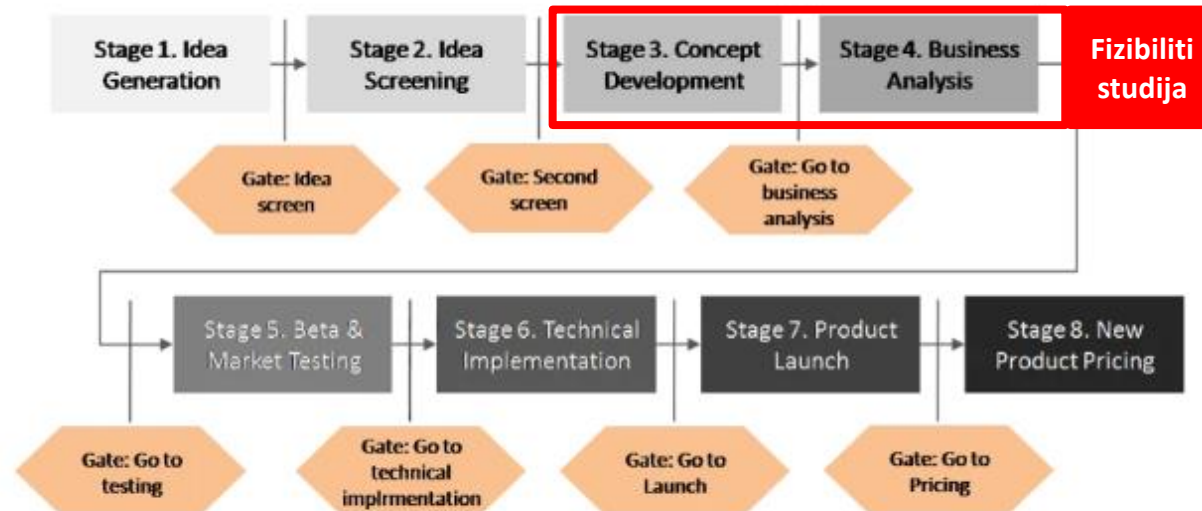 Stage 1. Idea
Generation
Stage 2. Idea
Screening
Stage 3. Concept
Development
Stage 4. Business
Analysis
Fizibiliti
studija
Gate: Idea
screen
Gate: Second
screen
Gate: Go to
business
analysis
Stage 5. Beta &
Market Testing
Stage 6. Technical
Implementation
Stage 7. Product
Launch
Stage 8. New
Product Pricing
Gate: Go to
testing
Gate: Go to
technical
implrmentation
Gate: Go to
Launch
Gate: Go to
Pricing